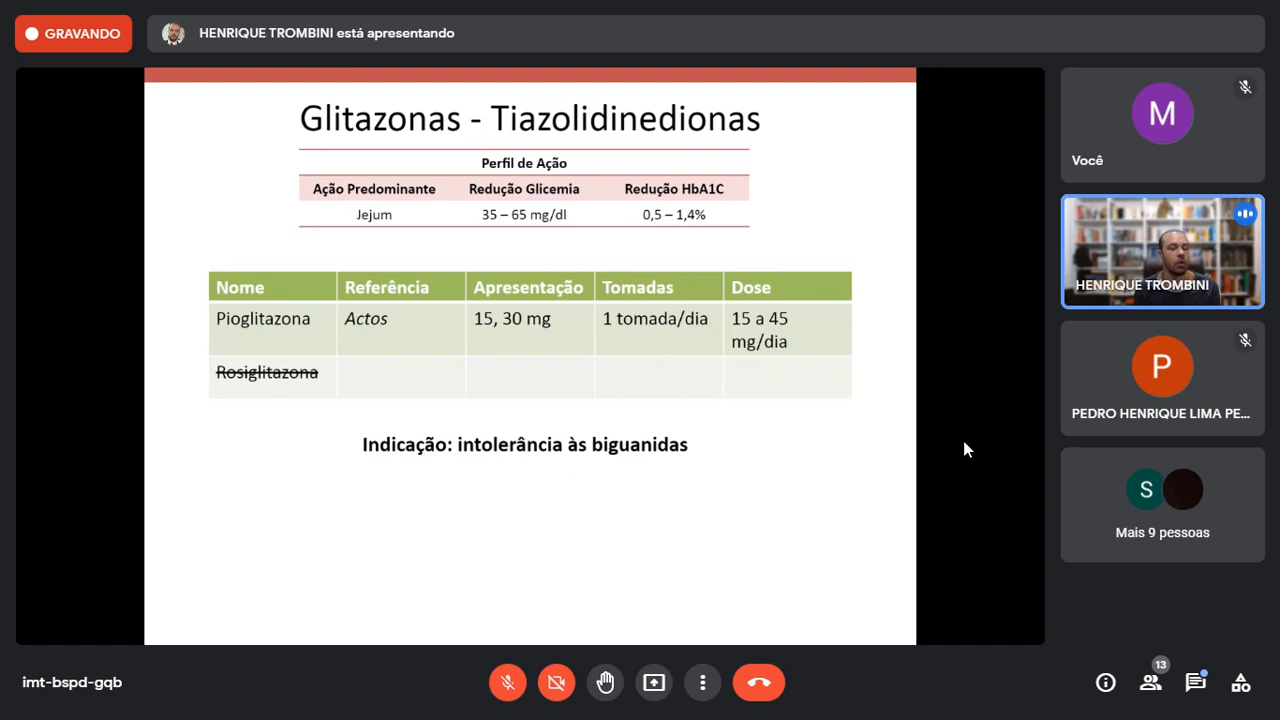 GRAVANDO
HENRIQUE TROMBINI está apresentando
Glitazonas - Tiazolidinedionas
Perfil de Ação
Ação Predominante Redução Glicemia Redução HbA1C
Jejum 35 – 65 mg/dl 0,5 – 1,4%
Nome Referência Apresentação Tomadas Dose
Pioglitazona Actos 15, 30 mg 1 tomada/dia 15 a 45
mg/dia
Rosiglitazona
Indicação: intolerância às biguanidas
M
Você
HENRIQUE TROMBINI
P
PEDRO HENRIQUE LIMA PE...
S
Mais 9 pessoas
imt-bspd-gqb
13